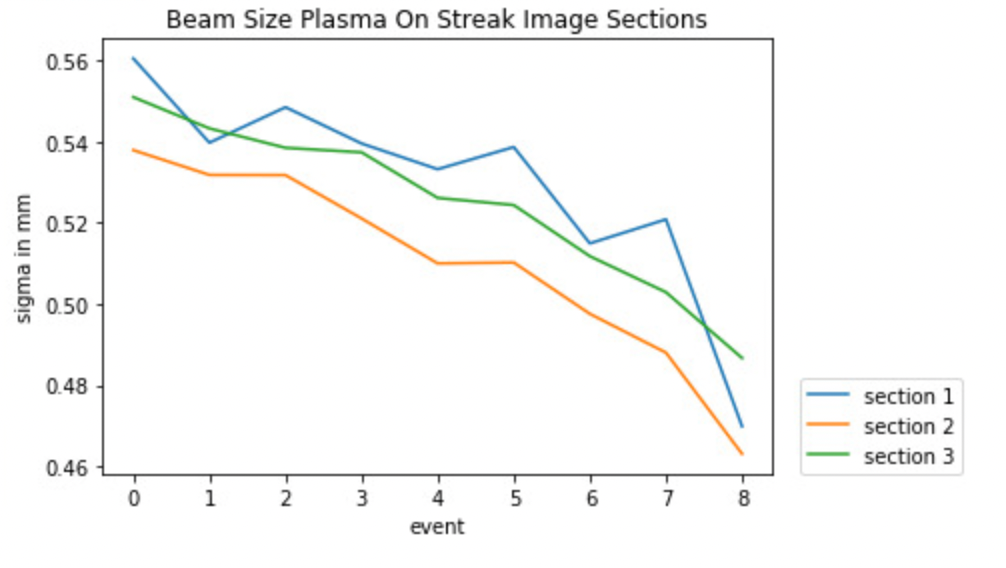 Beam Size Plasma On Streak Image Sections
0.56
0.54
0.52
0.50
0.48
0.46
sigma in mm
0 1 2 3 4 5 6 7 8
event
section 1
section 2
section 3